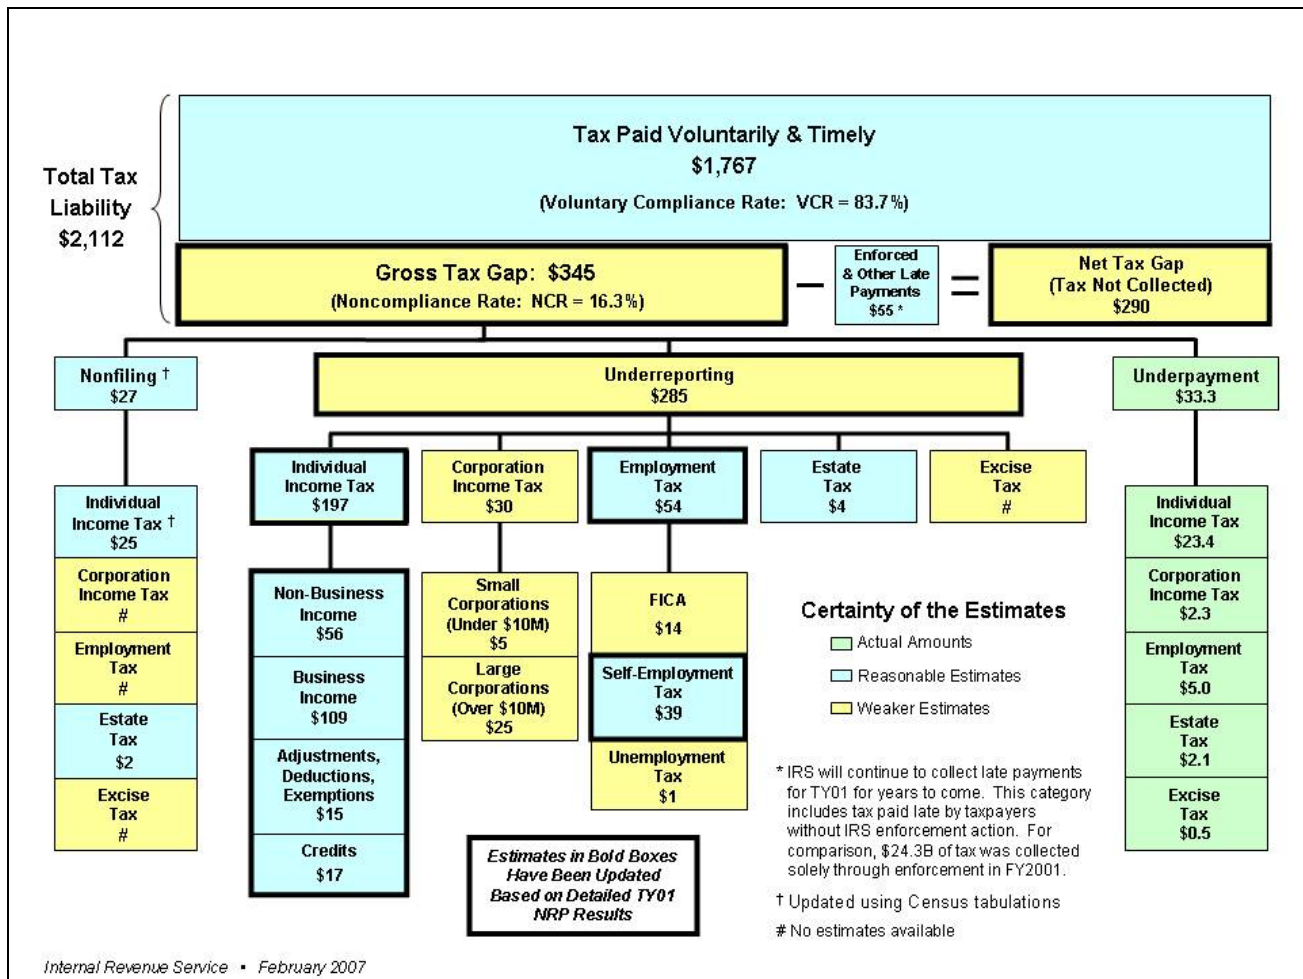 Tax Paid Voluntarily & Timely
$1,767
(Voluntary Compliance Rate: VCR = 83.7%)
Total Tax
Liability
$2,112
Gross Tax Gap: $345
(Noncompliance Rate: NCR = 16.3%)
Enforced
& Other Late
Payments
$55 *
Net Tax Gap
(Tax Not Collected)
$290
Nonfiling †
$27
Underreporting
$285
Underpayment
$33.3
Individual
Income Tax
$197
Corporation
Income Tax
$30
Employment
Tax
$54
Estate
Tax
$4
Excise
Tax
#
Individual
Income Tax †
$25
Corporation
Income Tax
#
Employment
Tax
#
Estate
Tax
$2
Excise
Tax
#
Non-Business
Income
$56
Business
Income
$109
Adjustments,
Deductions,
Exemptions
$15
Credits
$17
Small
Corporations
(Under $10M)
$5
Large
Corporations
(Over $10M)
$25
FICA
$14
Self-Employment
Tax
$39
Unemployment
Tax
$1
Individual
Income Tax
$23.4
Corporation
Income Tax
$2.3
Employment
Tax
$5.0
Estate
Tax
$2.1
Excise
Tax
$0.5
Certainty of the Estimates
Actual Amounts
Reasonable Estimates
Weaker Estimates
* IRS will continue to collect late payments
for TY01 for years to come. This category
includes tax paid late by taxpayers
without IRS enforcement action. For
comparison, $24.3B of tax was collected
solely through enforcement in FY2001.
† Updated using Census tabulations
# No estimates available
Estimates in Bold Boxes
Have Been Updated
Based on Detailed TY01
NRP Results
Internal Revenue Service ▪ February 2007